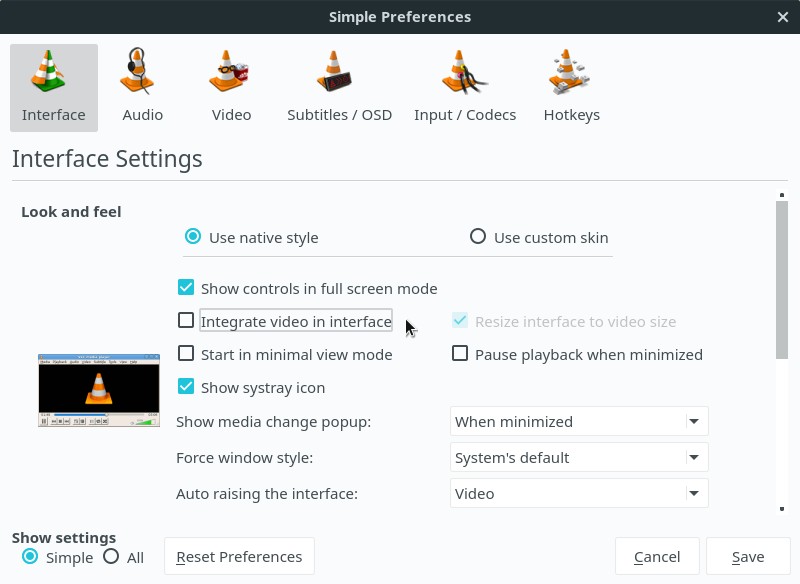 Simple Preferences
Interface Audio Video Subtitles / OSD Input / Codecs Hotkeys
Interface Settings
Look and feel
Use native style Use custom skin
Show controls in full screen mode
Integrate video in interface Resize interface to video size
Start in minimal view mode Pause playback when minimized
Show systray icon
Show media change popup: When minimized
Force window style: System's default
Auto raising the interface: Video
Show settings
Simple All Reset Preferences Cancel Save